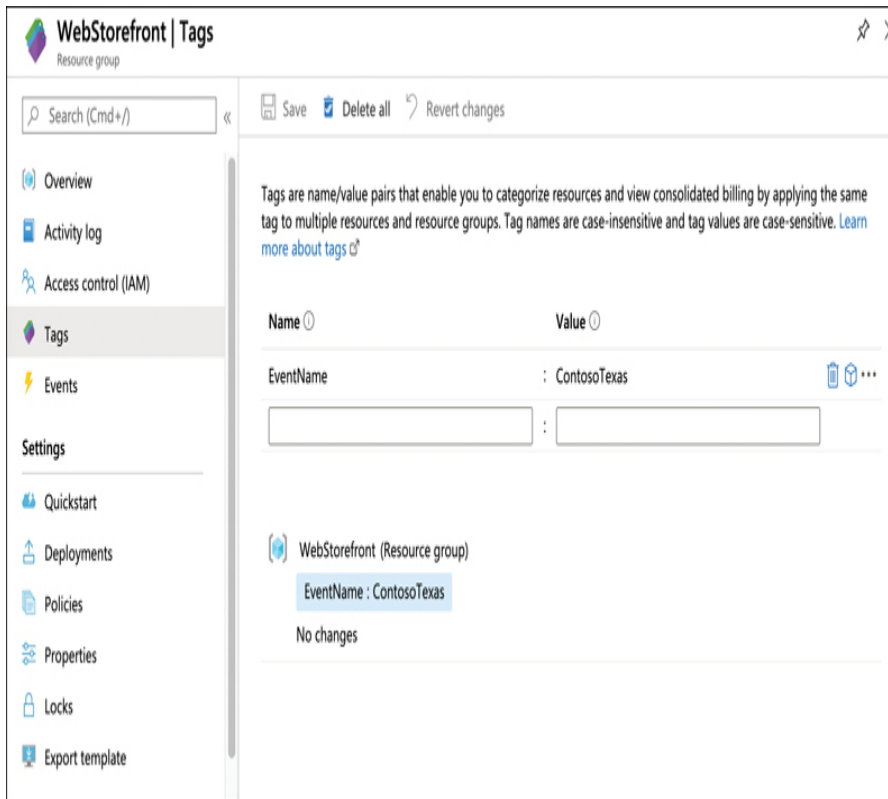 WebStorefront | Tags
Resource group
Search (Cmd+/)
«
Overview
Activity log
Access control (IAM)
Tags
Events
Settings
Quickstart
Deployments
Policies
Properties
Locks
Export template
Save Delete all Revert changes
Tags are name/value pairs that enable you to categorize resources and view consolidated billing by applying the same
tag to multiple resources and resource groups. Tag names are case-insensitive and tag values are case-sensitive. Learn
more about tags
Name Value
EventName : ContosoTexas
:
WebStorefront (Resource group)
EventName : ContosoTexas
No changes